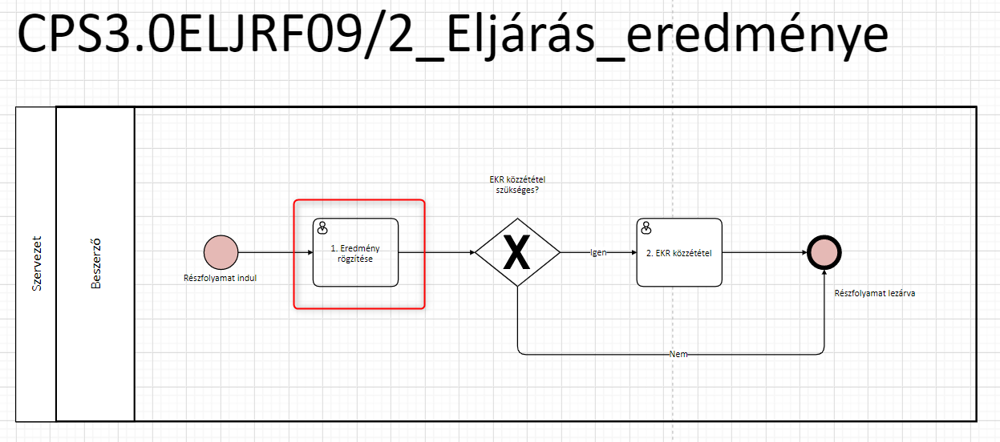 CPS3.0ELJRF09/2_Eljárás_eredménye
Szervezet
Beszerző
Részfolyamat indul
1. Eredmény
rögzítése
EKR közzététel
szükséges?
X
Igen
2. EKR közzététel
Nem
Részfolyamat lezárva